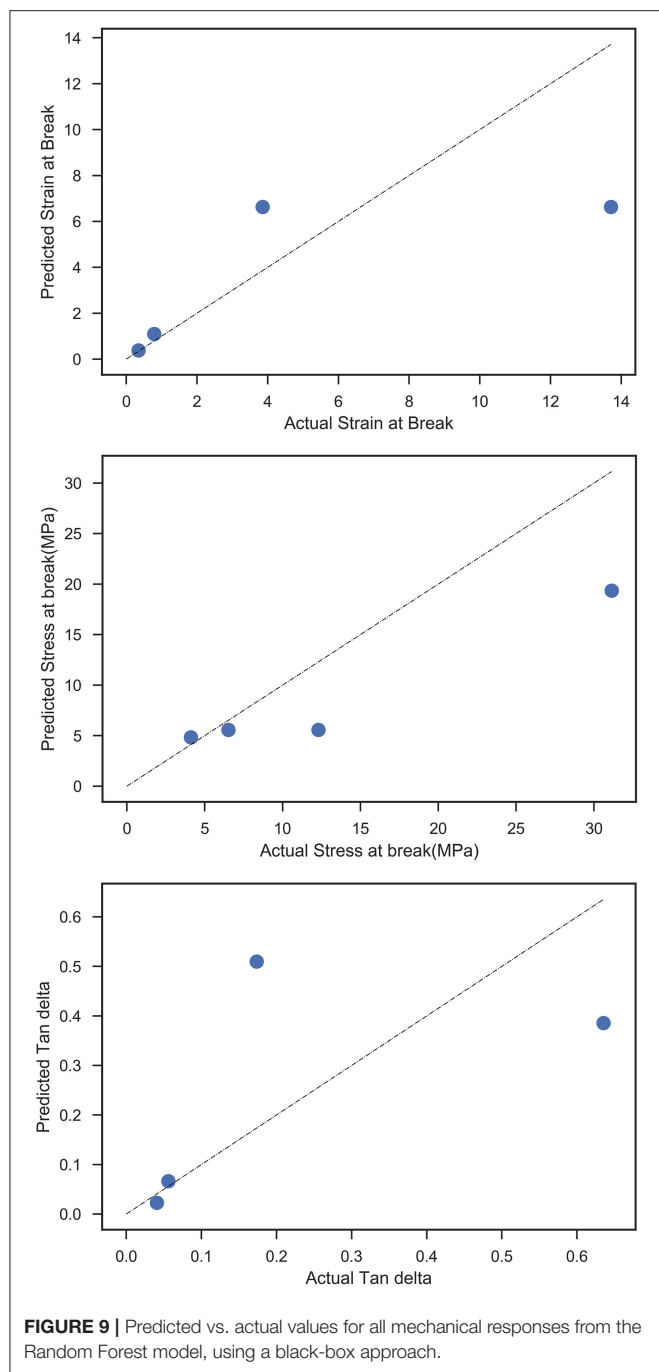 14
12
10
8
6
4
2
0
Predicted Strain at Break
0 2 4 6 8 10 12 14
Actual Strain at Break
30
25
20
15
10
5
0
Predicted Stress at break(MPa)
0 5 10 15 20 25 30
Actual Stress at break(MPa)
0.6
0.5
0.4
0.3
0.2
0.1
0.0
Predicted Tan delta
0.0 0.1 0.2 0.3 0.4 0.5 0.6
Actual Tan delta
FIGURE 9 | Predicted vs. actual values for all mechanical responses from the
Random Forest model, using a black-box approach.